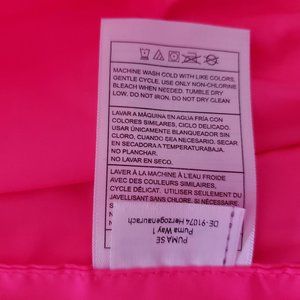 MACHINE WASH COLD WITH LIKE COLORS,
GENTLE CYCLE. USE ONLY NON-CHLORINE
BLEACH WHEN NEEDED. TUMBLE DRY
LOW. DO NOT IRON. DO NOT DRY CLEAN
LAVAR A MÁQUINA EN AGUA FRÍA CON
COLORES SIMILARES, CICLO DELICADO.
USAR ÚNICAMENTE BLANQUEADOR SIN
CLORO, CUANDO SEA NECESARIO. SECAR
EN SECADORA A TEMPERATURABAJA.
NO PLANCHAR.
NO LAVAR EN SECO.
LAVER À LA MACHINE À L'EAU FROIDE
AVEC DES COULEURS SIMILAIRES,
CYCLE DÉLICAT. UTILISER SEULEMENT DU
JAVELLISANT SANS CHLORE, SI NÉCESSAIRE.
PUMA SE
Puma Way 1
DE-91074 Herzogenaurach